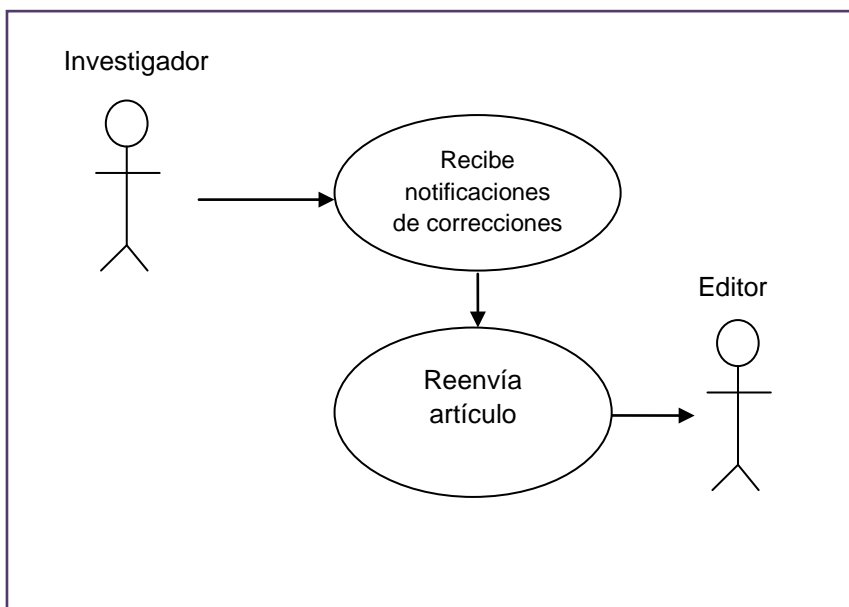 Investigador
Recibe
notificaciones
de correcciones
Editor
Reenvía
artículo